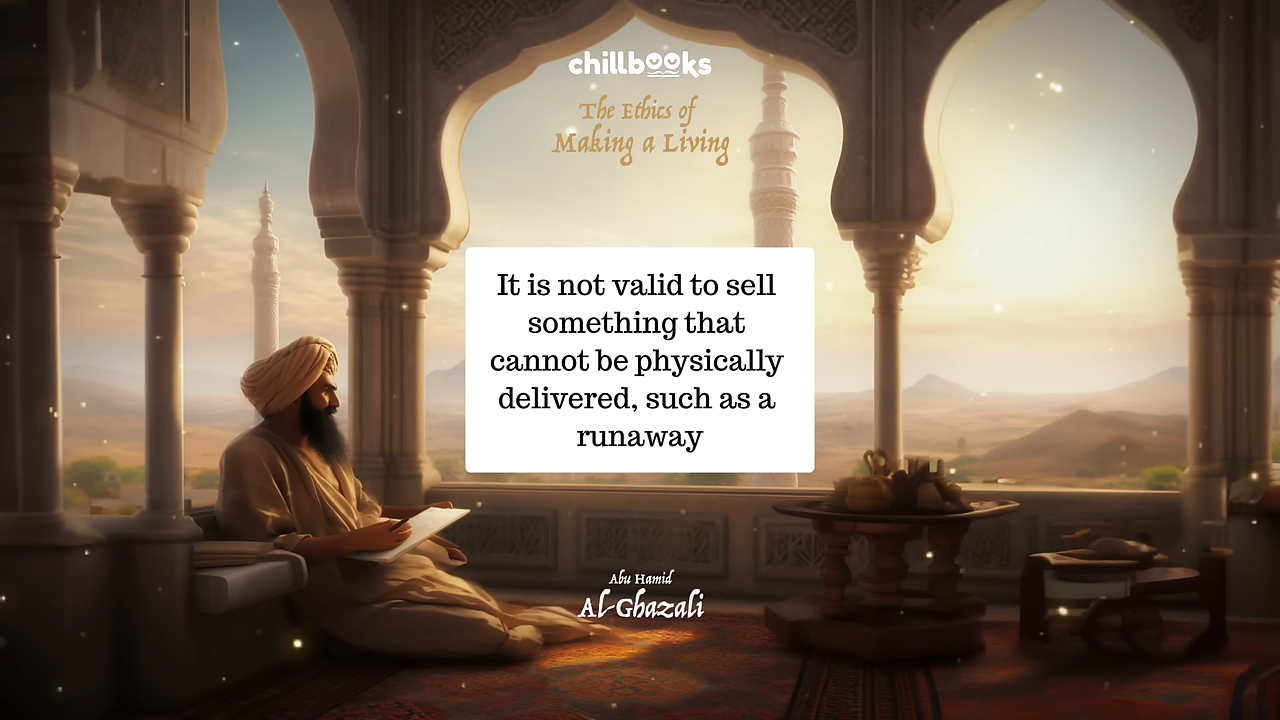 chillbooks
The Ethics of
Making a Living
It is not valid to sell
something that
cannot be physically
delivered, such as a
runaway
Abu Hamid
Al-Ghazali